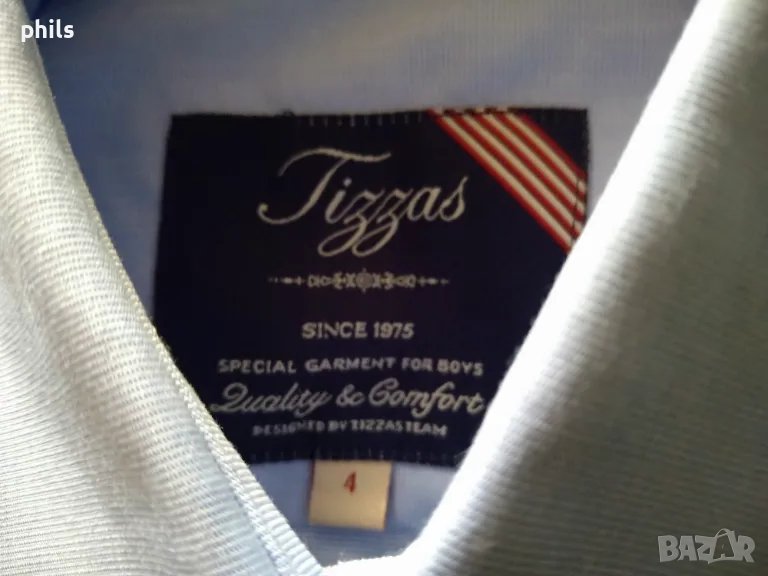 phils
Tizzas
SINCE 1975
SPECIAL GARMENT FOR BOYS
Quality & Comfort
DESIGNED BY TIZZAS TEAM
4
BAZAR